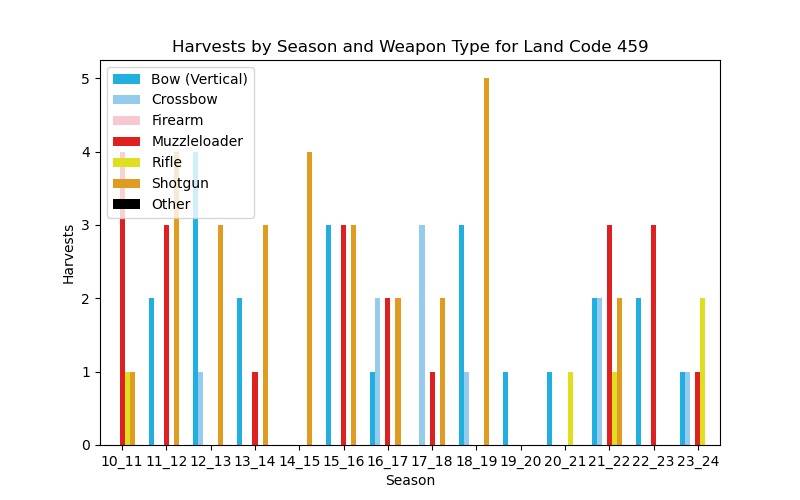 Harvests by Season and Weapon Type for Land Code 459
Bow (Vertical)
Crossbow
Firearm
Muzzleloader
Rifle
Shotgun
Other
5
4
3
2
1
0
Harvests
10_11 11_12 12_13 13_14 14_15 15_16 16_17 17_18 18_19 19_20 20_21 21_22 22_23 23_24
Season